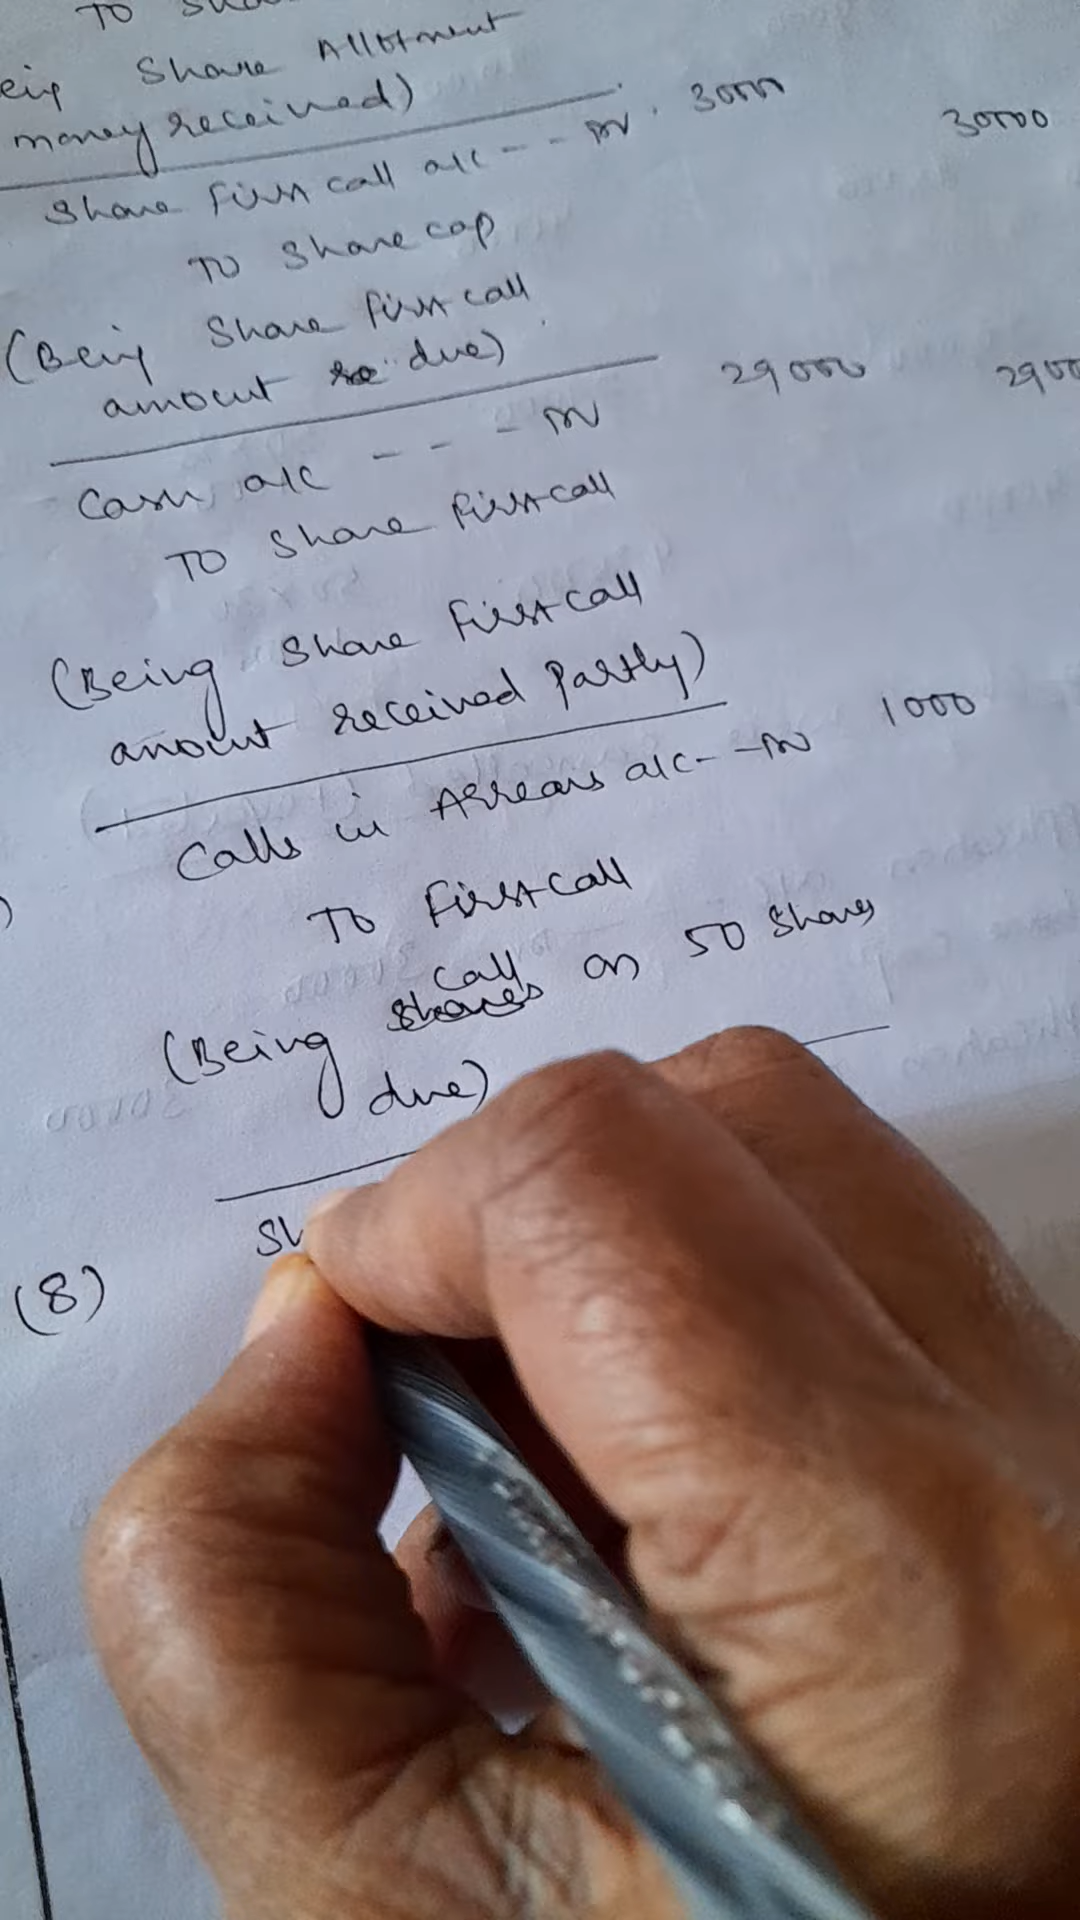 To
Share Allotment
money received)
Share First call a/c - - Dr. 30000
To Share cap 30000
(Being Share First call
amount due)
Cash a/c - - - Dr 29000
To Share First call 2900
(Being Share First call
amount received Partly)
Calls in Arrears a/c - - Dr 1000
To First call
(Being call on 50 Shares
due)
(8) Sh